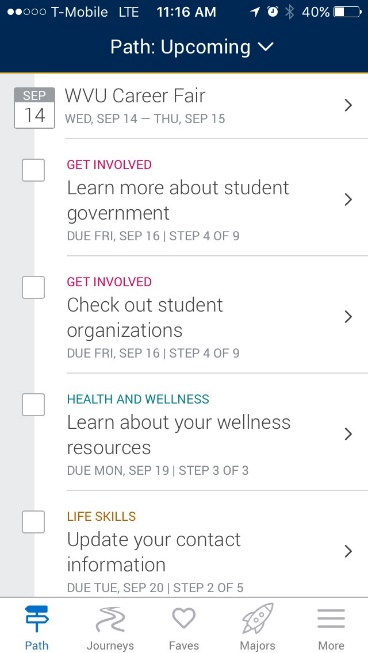 T-Mobile LTE 11:16 AM 40%
Path: Upcoming
SEP
14
WVU Career Fair
WED, SEP 14 — THU, SEP 15
GET INVOLVED
Learn more about student
government
DUE FRI, SEP 16 | STEP 4 OF 9
GET INVOLVED
Check out student
organizations
DUE FRI, SEP 16 | STEP 4 OF 9
HEALTH AND WELLNESS
Learn about your wellness
resources
DUE MON, SEP 19 | STEP 3 OF 3
LIFE SKILLS
Update your contact
information
DUE TUE, SEP 20 | STEP 2 OF 5
Path Journeys Faves Majors More